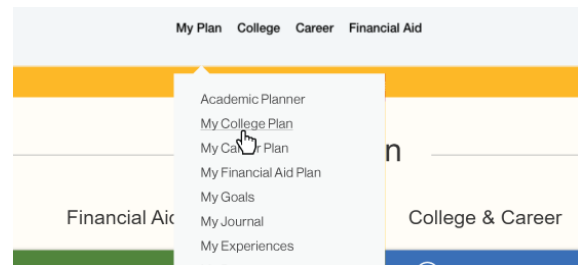 My Plan College Career Financial Aid
Academic Planner
My College Plan
My Plan
n
My Financial Aid Plan
My Goals
Financial My Journal College & Career
My Experiences